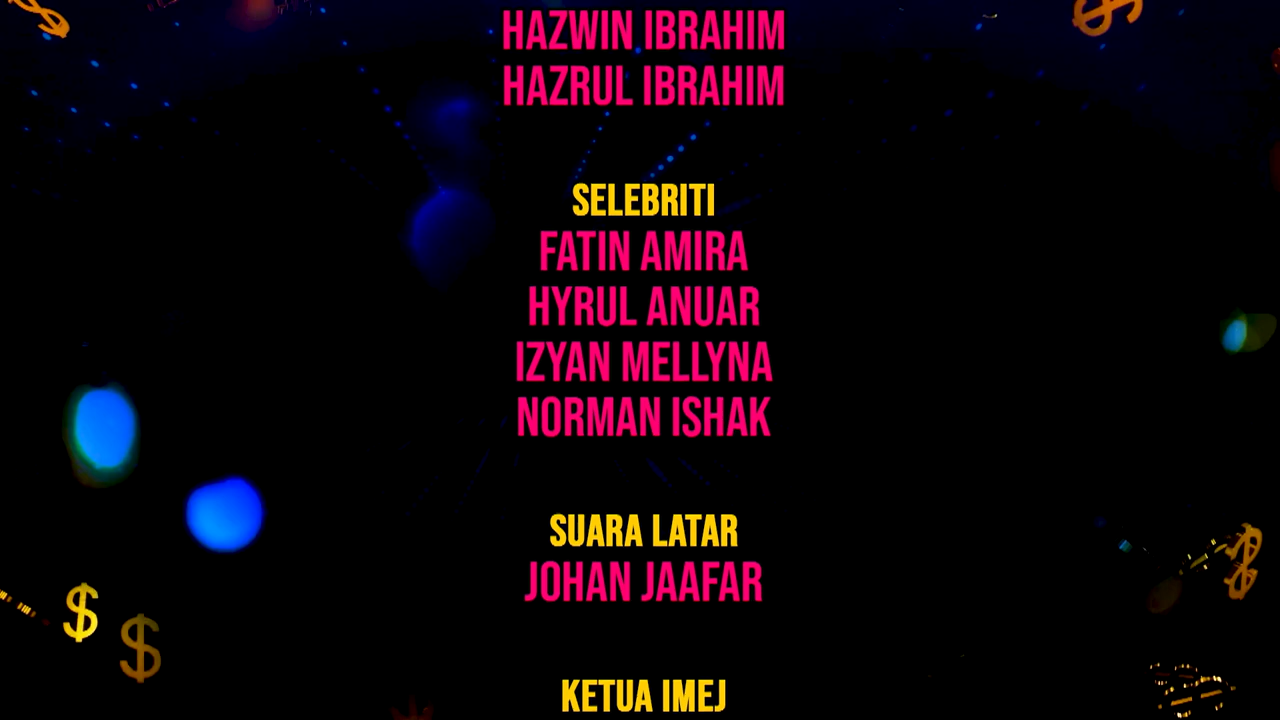 HAZWIN IBRAHIM
HAZRUL IBRAHIM
SELEBRITI
FATIN AMIRA
HYRUL ANUAR
IZYAN MELLYNA
NORMAN ISHAK
SUARA LATAR
JOHAN JAAFAR
KETUA IMEJ